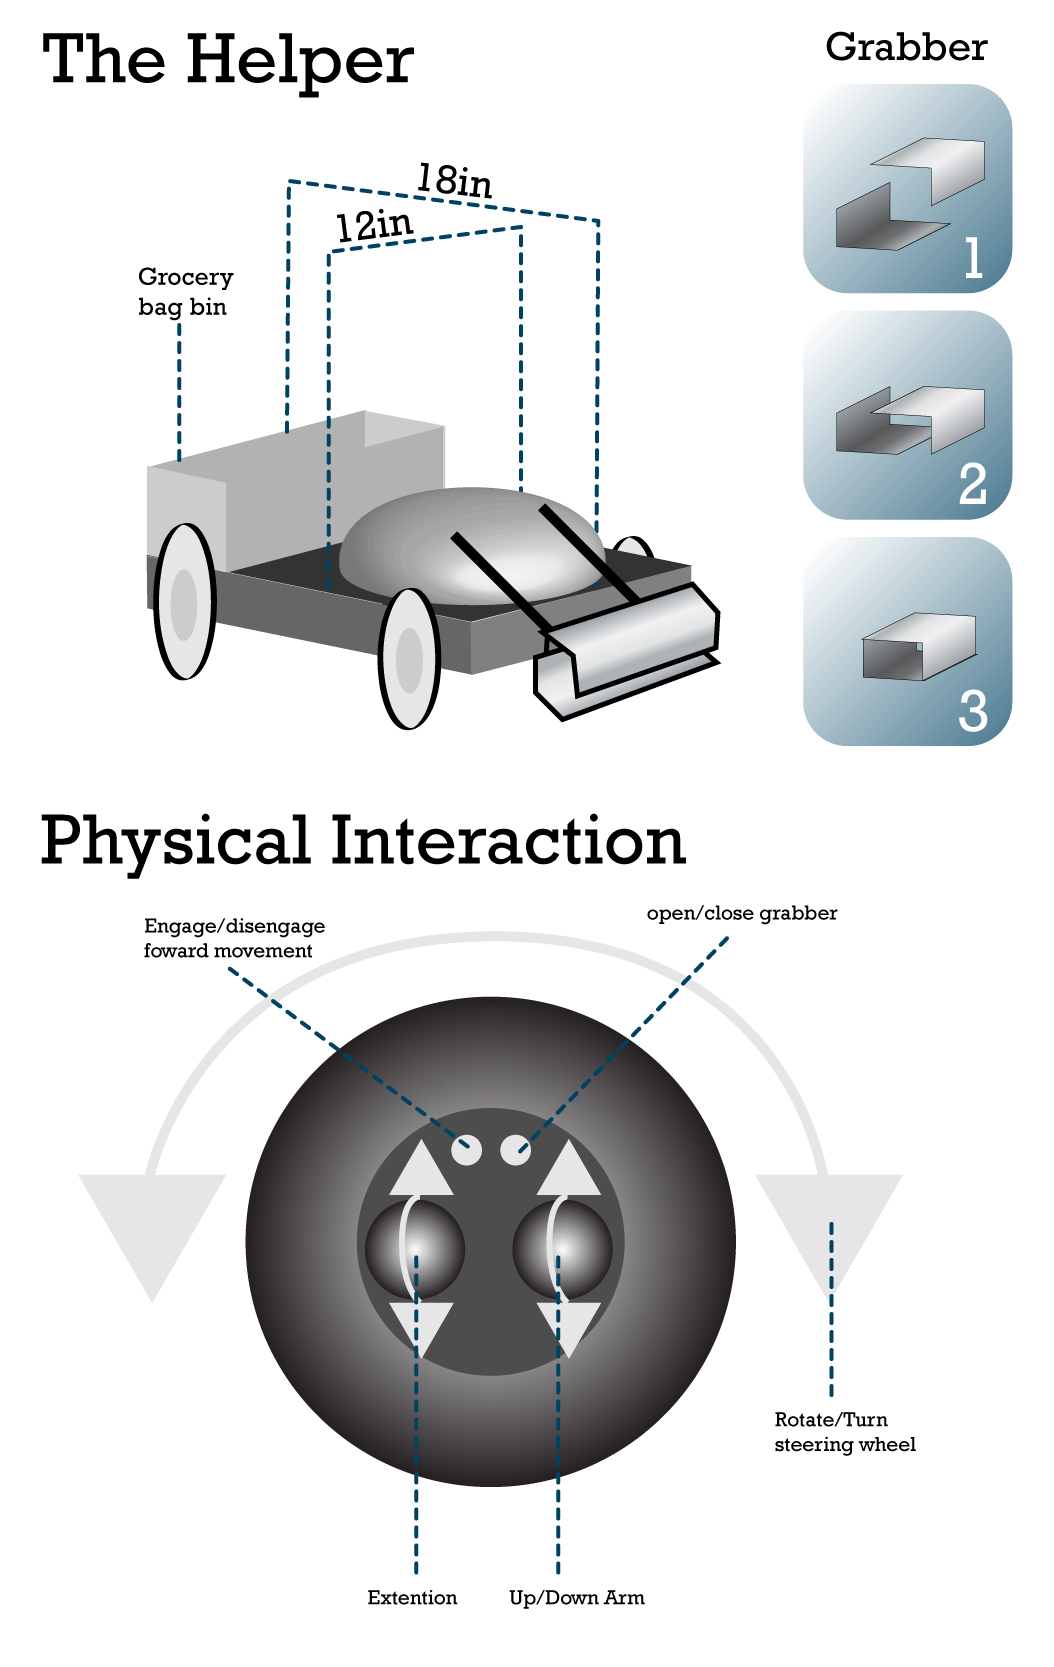 The Helper
Grabber
18in
12in
Grocery
bag bin
1
2
3
Physical Interaction
Engage/disengage
foward movement
open/close grabber
Rotate/Turn
steering wheel
Extention
Up/Down Arm